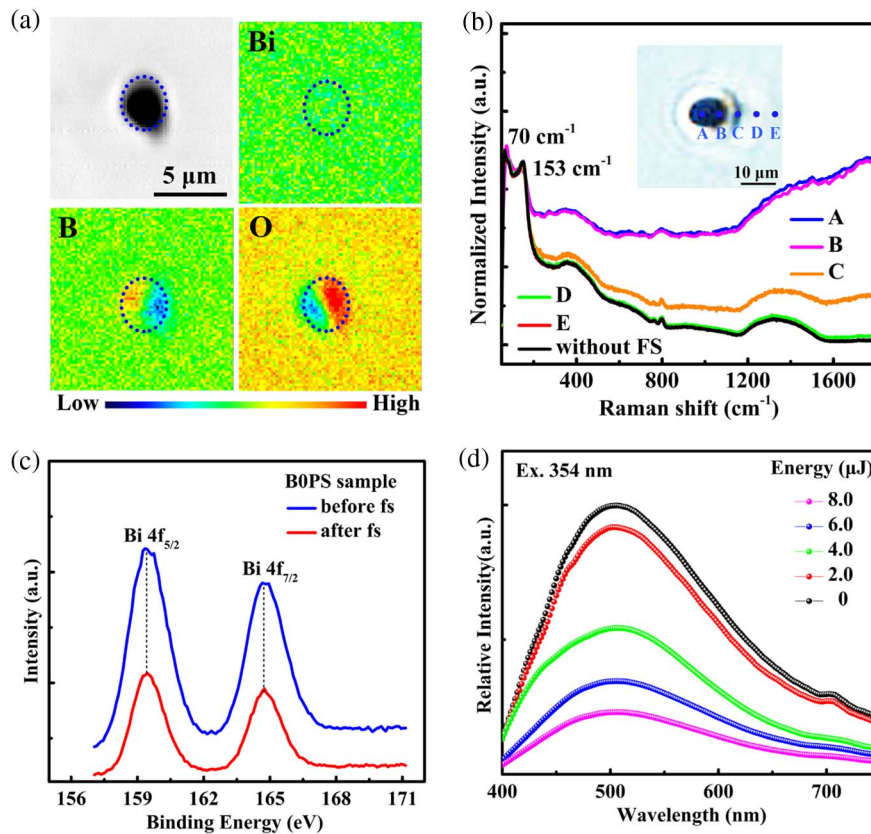 (a)
Bi
5 μm
B
O
Low
High
(b)
Normalized Intensity (a.u.)
70 cm⁻¹
153 cm⁻¹
A B C D E
10 μm
A
B
C
D
E
without FS
400 800 1200 1600
Raman shift (cm⁻¹)
(c)
Intensity (a.u.)
B0PS sample
before fs
after fs
Bi 4f₅/₂
Bi 4f₇/₂
156 159 162 165 168 171
Binding Energy (eV)
(d)
Relative Intensity(a.u.)
Ex. 354 nm
Energy (μJ)
8.0
6.0
4.0
2.0
0
400 500 600 700
Wavelength (nm)